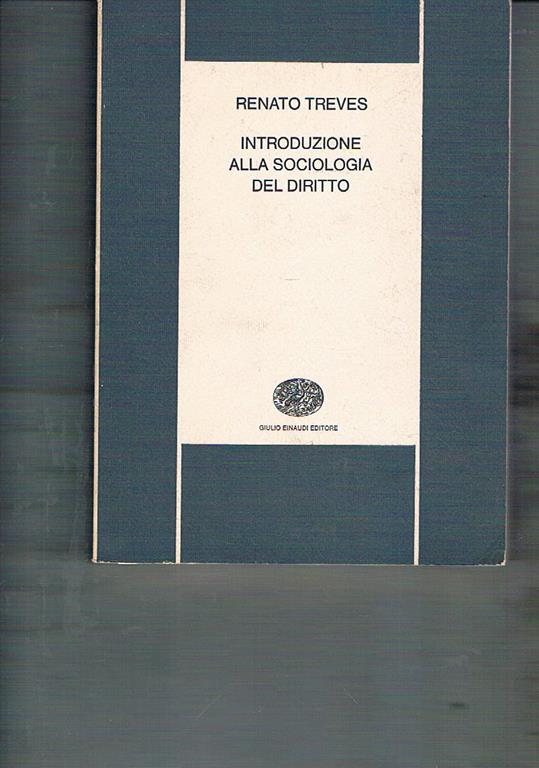 RENATO TREVES
INTRODUZIONE
ALLA SOCIOLOGIA
DEL DIRITTO
GIULIO EINAUDI EDITORE